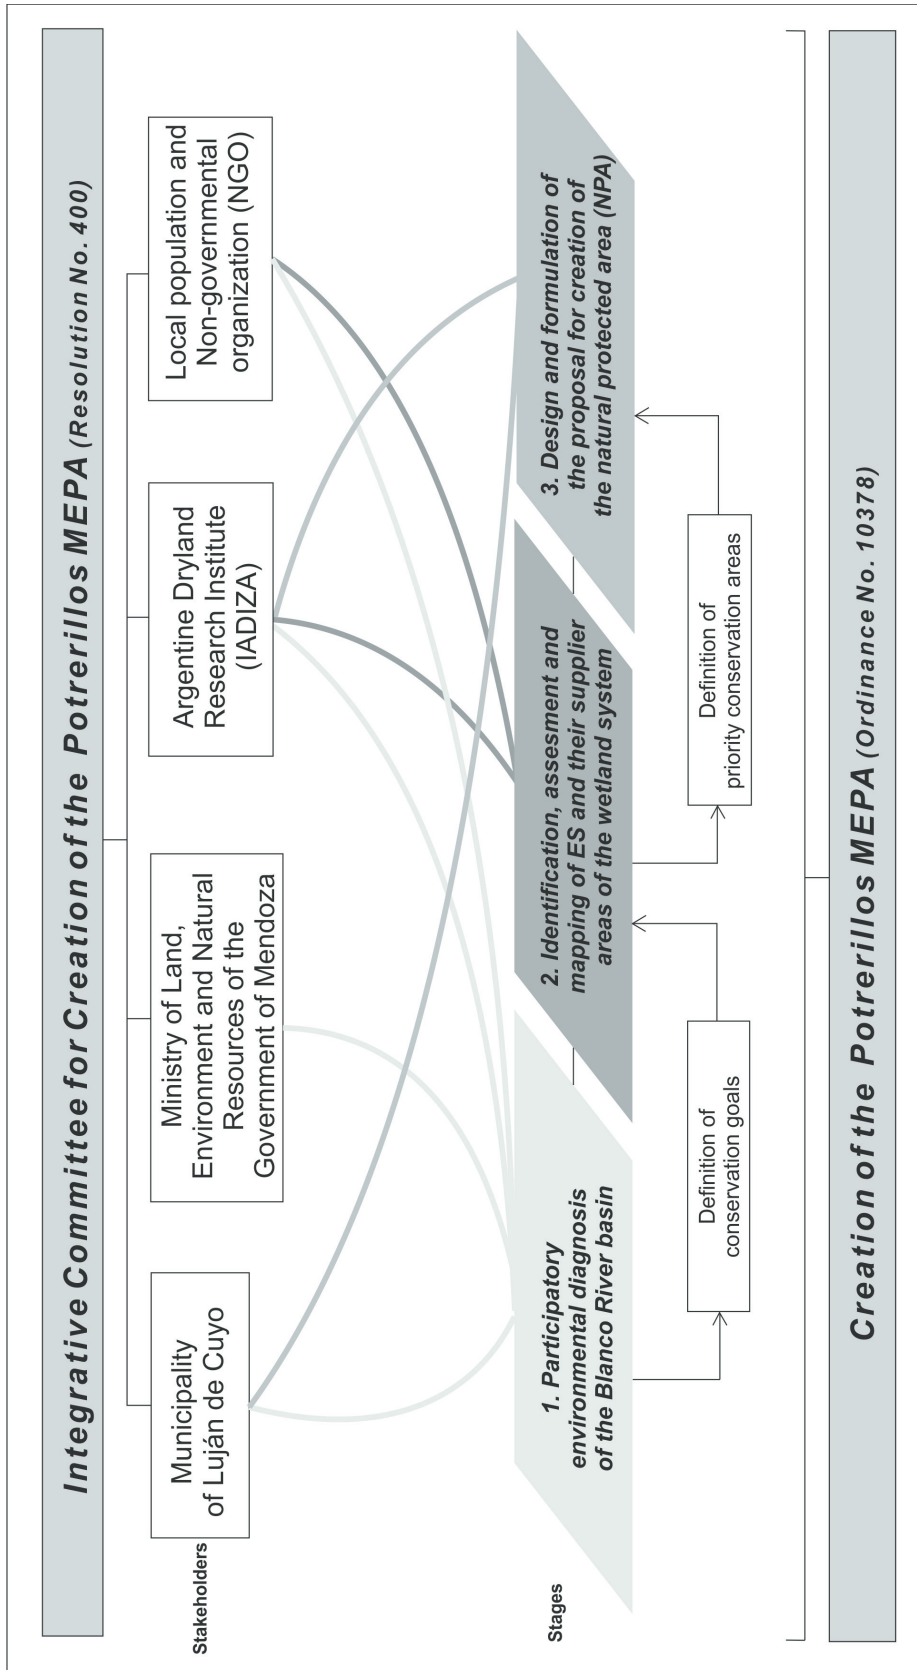 Integrative Committee for Creation of the Potrerillos MEPA (Resolution No. 400)
Stakeholders
Municipality
of Luján de Cuyo
Ministry of Land,
Environment and Natural
Resources of the
Government of Mendoza
Argentine Dryland
Research Institute
(IADIZA)
Local population and
Non-governmental
organization (NGO)
Stages
1. Participatory
environmental diagnosis
of the Blanco River basin
2. Identification, assesment and
mapping of ES and their supplier
areas of the wetland system
3. Design and formulation of
the proposal for creation of
the natural protected area (NPA)
Definition of
conservation goals
Definition of
priority conservation areas
Creation of the Potrerillos MEPA (Ordinance No. 10378)